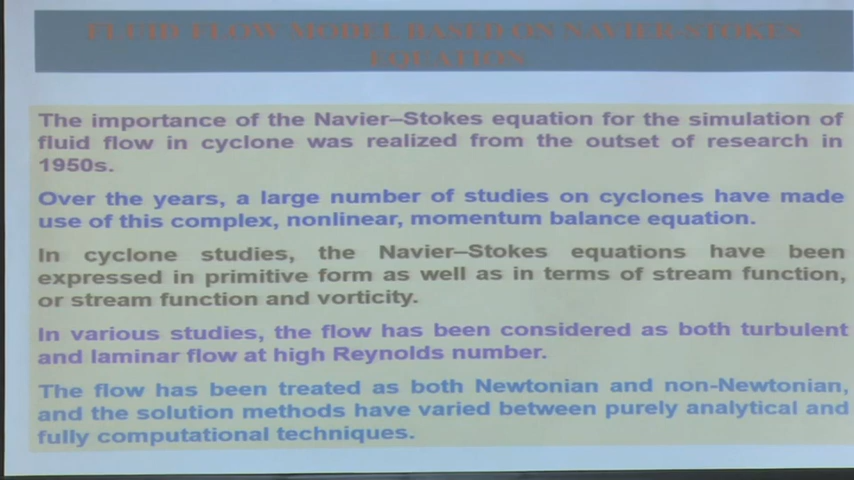 FLUID FLOW MODEL BASED ON NAVIER-STOKES
EQUATION
The importance of the Navier–Stokes equation for the simulation of
fluid flow in cyclone was realized from the outset of research in
1950s.
Over the years, a large number of studies on cyclones have made
use of this complex, nonlinear, momentum balance equation.
In cyclone studies, the Navier–Stokes equations have been
expressed in primitive form as well as in terms of stream function,
or stream function and vorticity.
In various studies, the flow has been considered as both turbulent
and laminar flow at high Reynolds number.
The flow has been treated as both Newtonian and non-Newtonian,
and the solution methods have varied between purely analytical and
fully computational techniques.